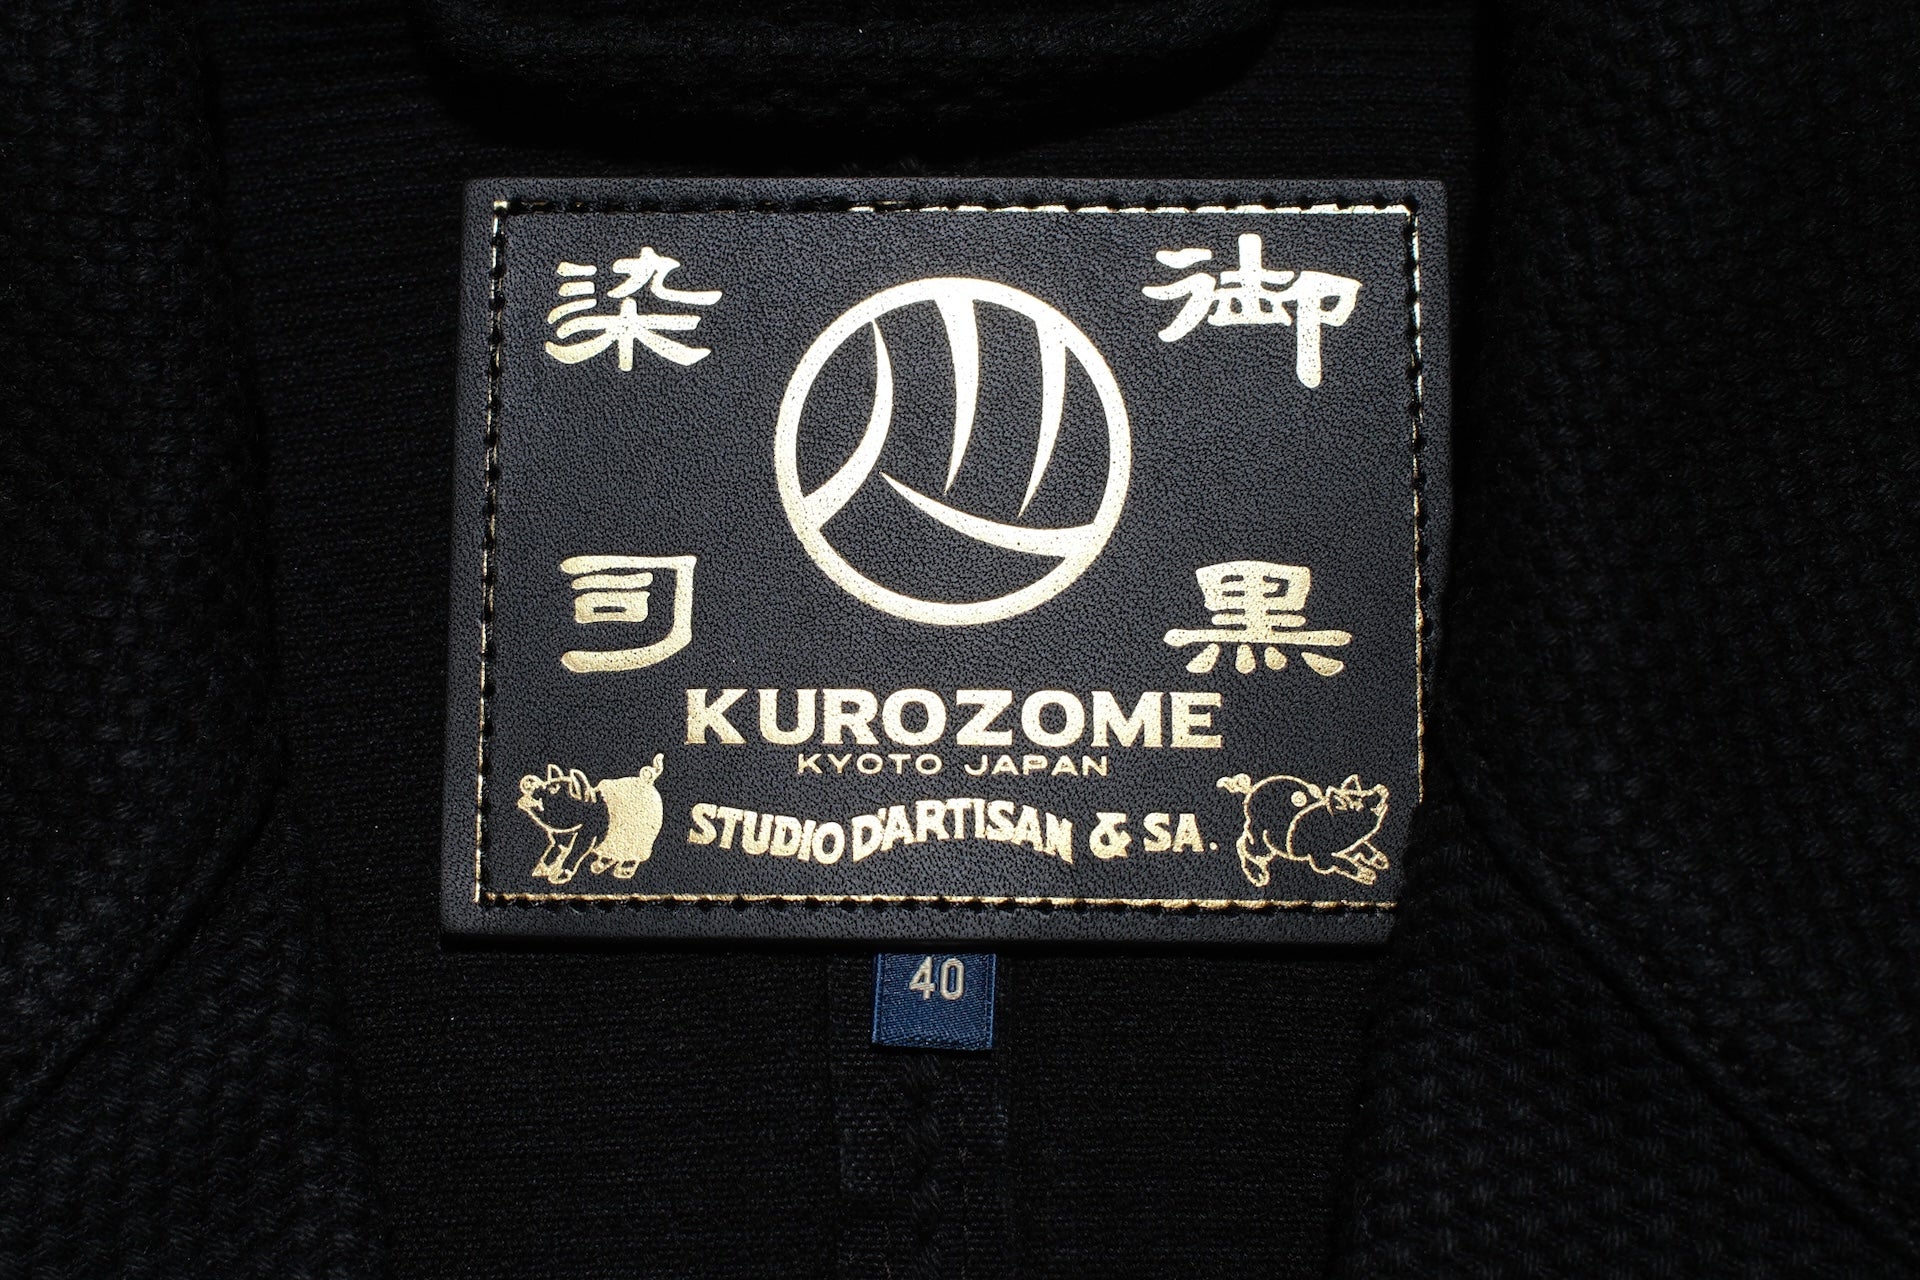 御黒
染司
KUROZOME
KYOTO JAPAN
STUDIO D'ARTISAN & SA.
40